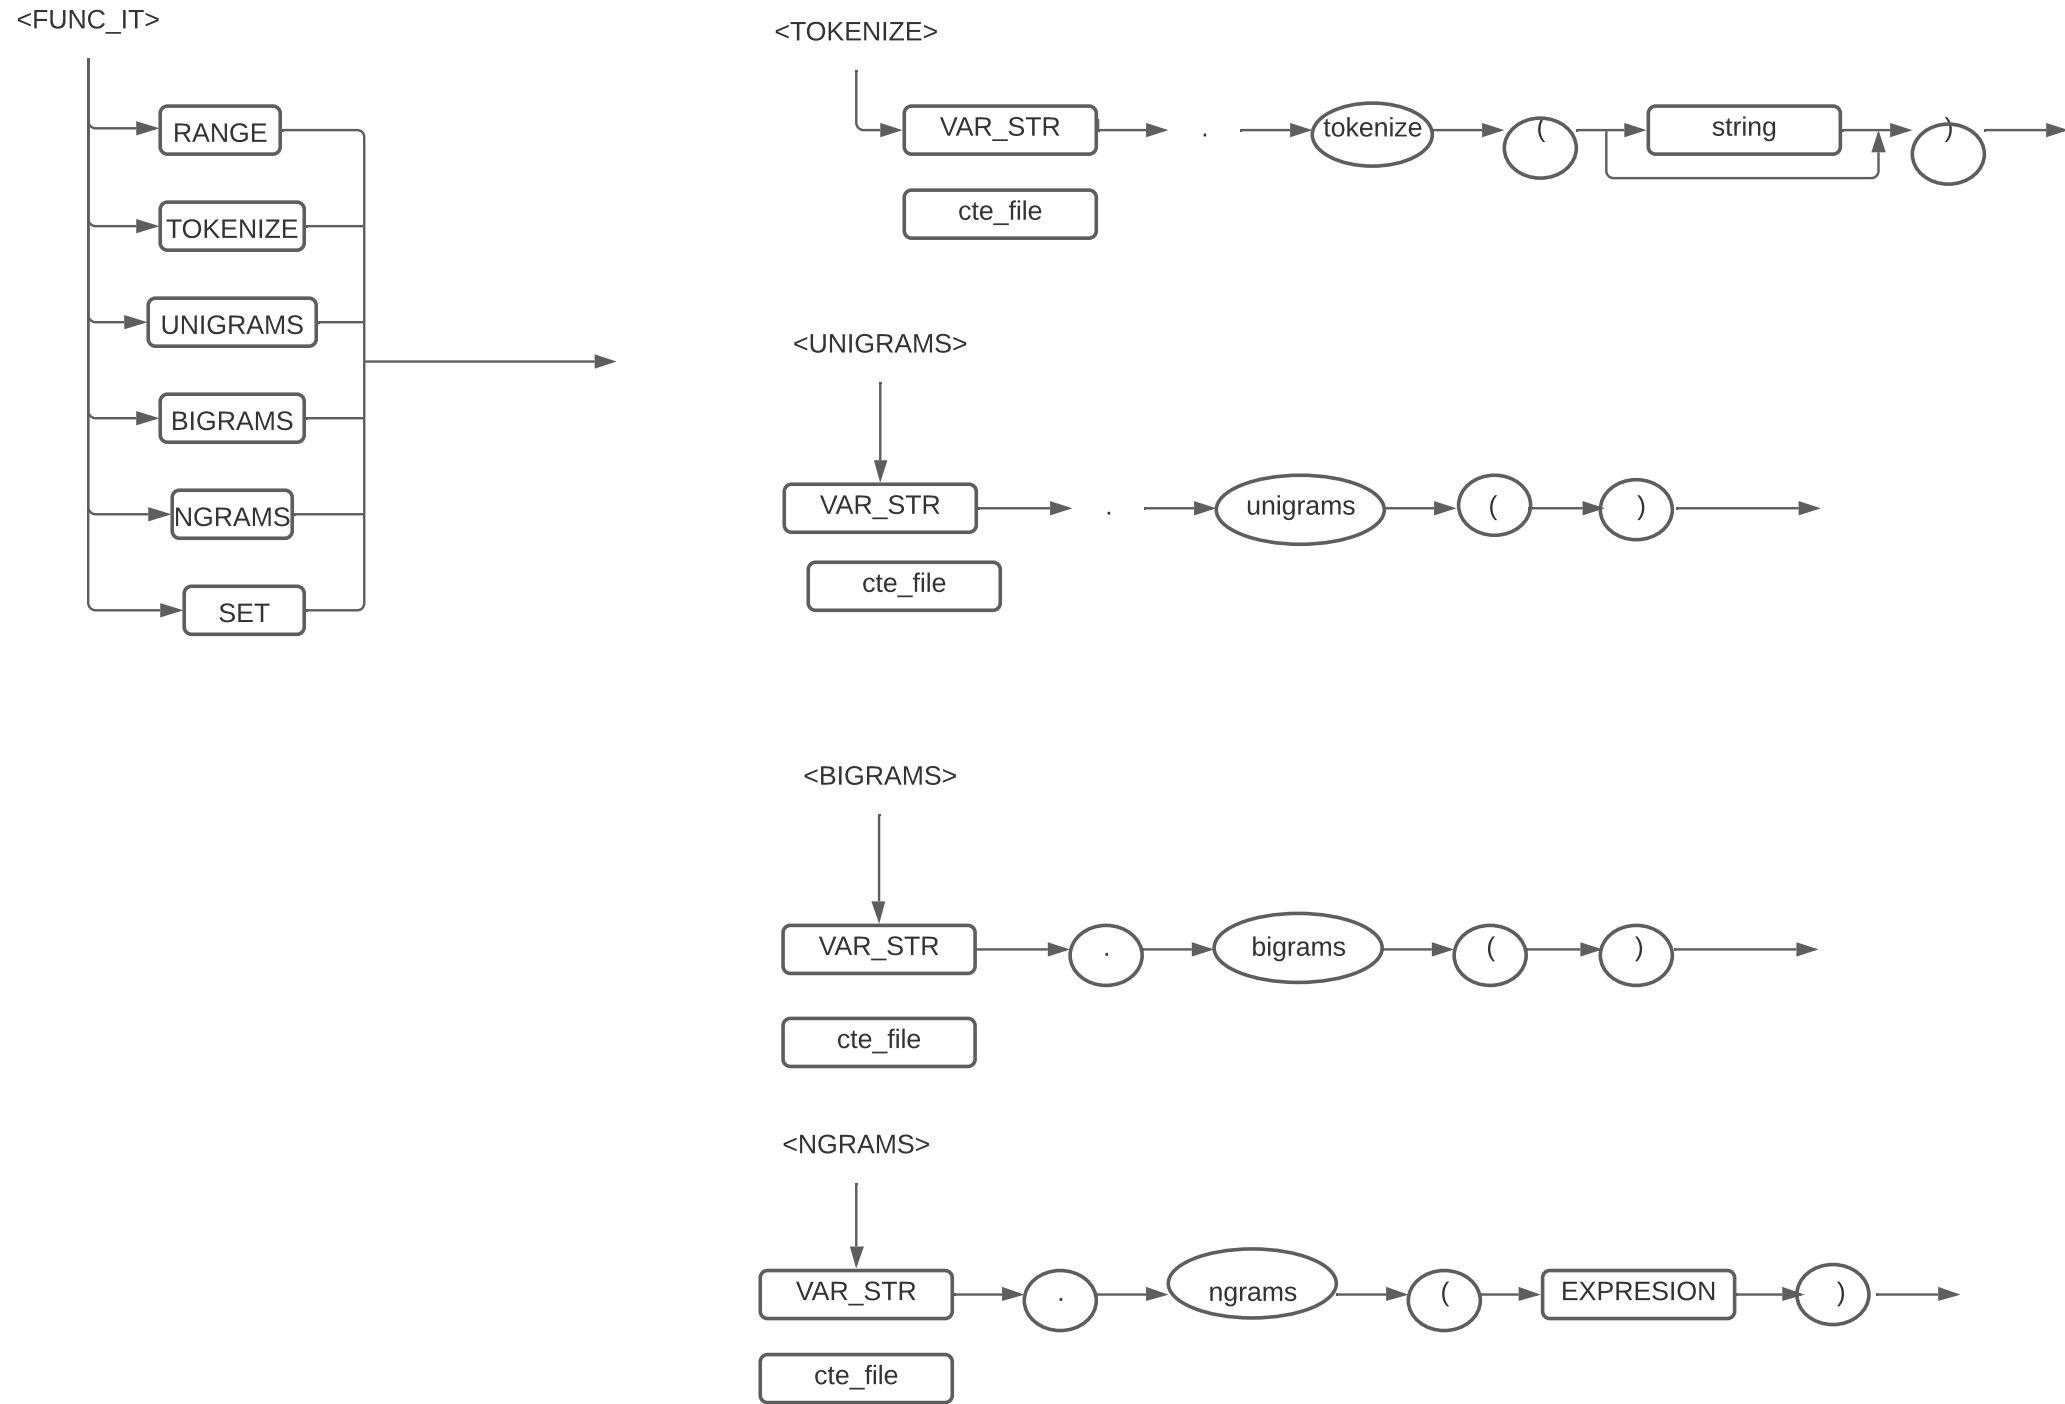 <FUNC_IT>
RANGE
TOKENIZE
UNIGRAMS
BIGRAMS
NGRAMS
SET
<TOKENIZE>
VAR_STR . tokenize ( string )
cte_file
<UNIGRAMS>
VAR_STR . unigrams ( )
cte_file
<BIGRAMS>
VAR_STR . bigrams ( )
cte_file
<NGRAMS>
VAR_STR . ngrams ( EXPRESION )
cte_file